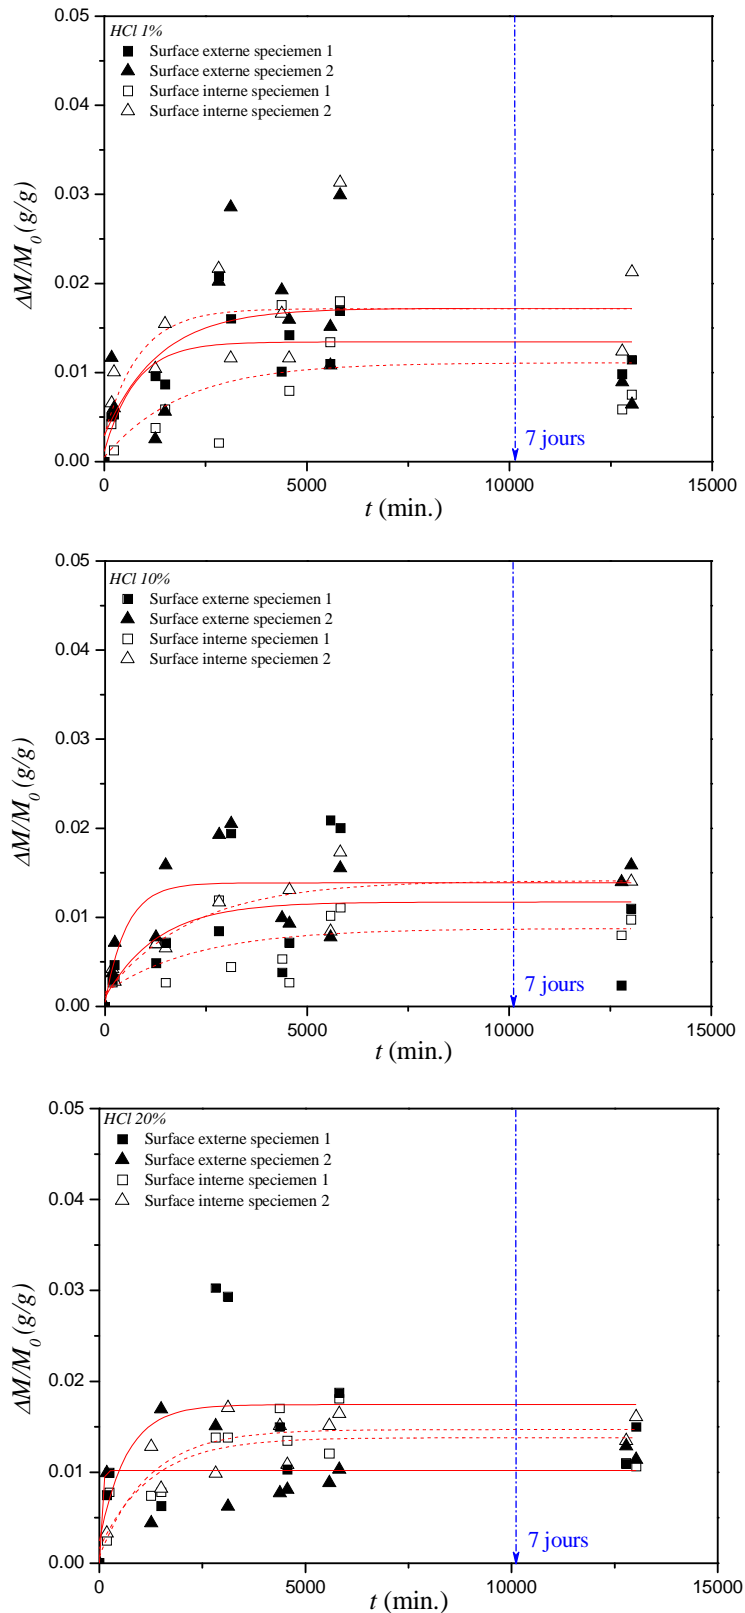 HCl 1%
Surface externe speciemen 1
Surface externe speciemen 2
Surface interne speciemen 1
Surface interne speciemen 2
0.05
0.04
0.03
0.02
0.01
0.00
ΔM/M0 (g/g)
7 jours
0 5000 10000 15000
t (min.)
HCl 10%
Surface externe speciemen 1
Surface externe speciemen 2
Surface interne speciemen 1
Surface interne speciemen 2
0.05
0.04
0.03
0.02
0.01
0.00
ΔM/M0 (g/g)
7 jours
0 5000 10000 15000
t (min.)
HCl 20%
Surface externe speciemen 1
Surface externe speciemen 2
Surface interne speciemen 1
Surface interne speciemen 2
0.05
0.04
0.03
0.02
0.01
0.00
ΔM/M0 (g/g)
7 jours
0 5000 10000 15000
t (min.)